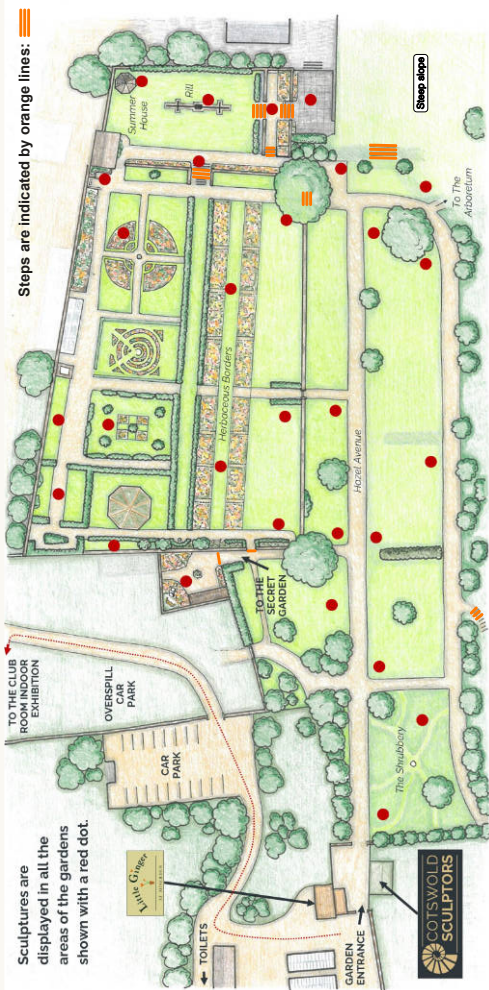 Sculptures are
displayed in all the
areas of the gardens
shown with a red dot.
Steps are indicated by orange lines:
TO THE CLUB
ROOM INDOOR
EXHIBITION
OVERSPILL
CAR
PARK
CAR
PARK
Little Ginger
TOILETS
GARDEN
ENTRANCE
COTSWOLD
SCULPTORS
The Shrubbery
TO THE
SECRET
GARDEN
Hazel Avenue
Herbaceous Borders
Summer
House
Rill
Steep slope
To The
Arboretum